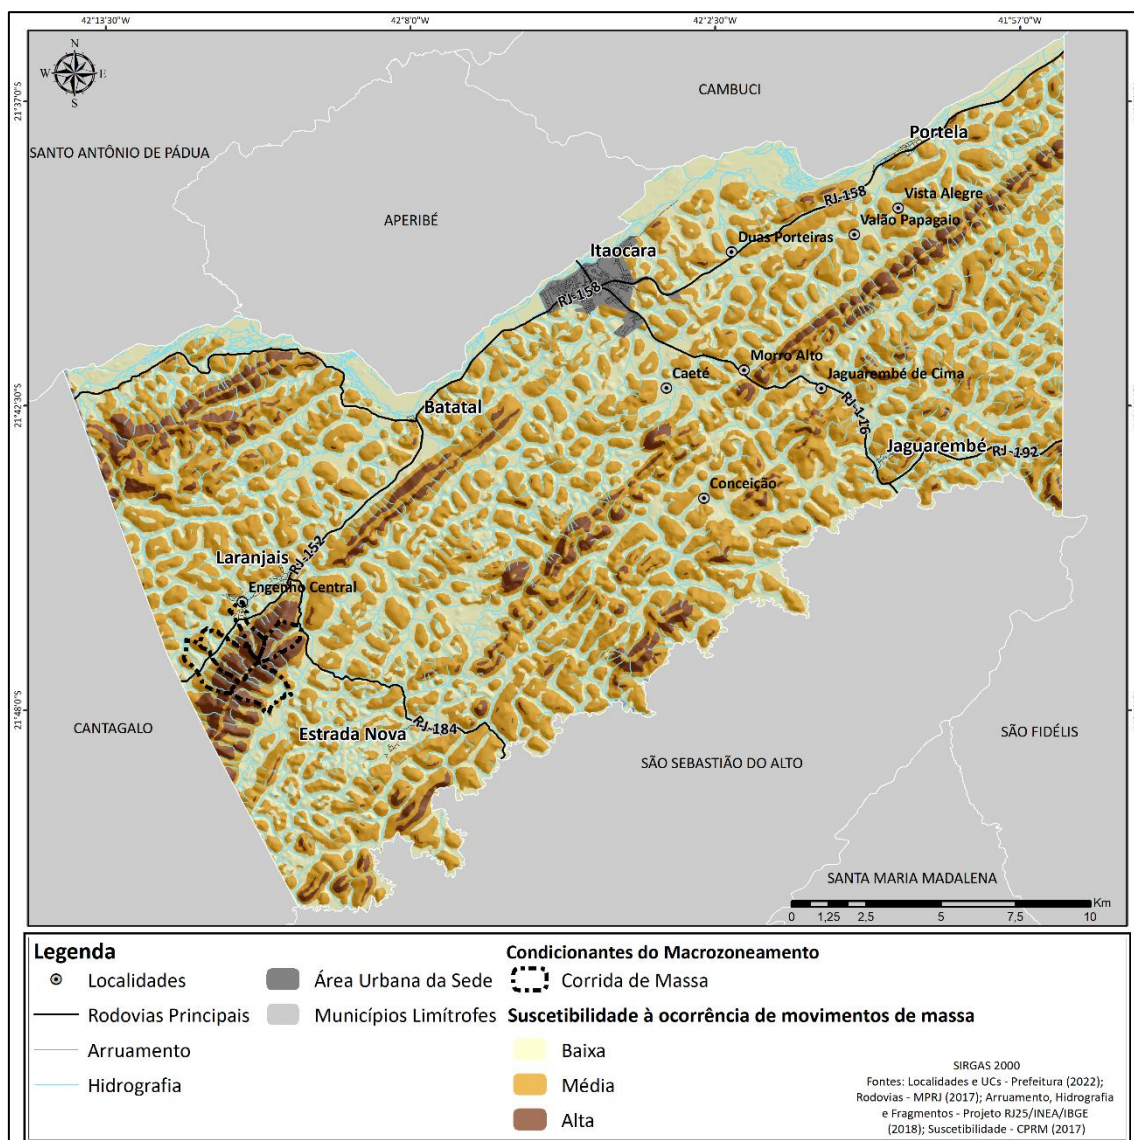 42°13'30"W
42°8'0"W
42°2'30"W
41°57'0"W
N
W
E
S
21°37'0"S
21°42'30"S
21°48'0"S
CAMBUCI
SANTO ANTÔNIO DE PÁDUA
APERIBÉ
Portela
Vista Alegre
RJ-158
Valão Papagaio
Duas Porteiras
Itaocara
RJ-158
Morro Alto
Caeté
Jaguarembé de Cima
RJ-1-16
Batatal
Jaguarembé
RJ-192
Conceição
RJ-152
Laranjais
Engenho Central
CANTAGALO
Estrada Nova
RJ-184
SÃO FIDÉLIS
SÃO SEBASTIÃO DO ALTO
SANTA MARIA MADALENA
Km
0 1,25 2,5 5 7,5 10
Legenda
Localidades
Rodovias Principais
Arruamento
Hidrografia
Área Urbana da Sede
Municípios Limítrofes
Condicionantes do Macrozoneamento
Corrida de Massa
Suscetibilidade à ocorrência de movimentos de massa
Baixa
Média
Alta
SIRGAS 2000
Fontes: Localidades e UCs - Prefeitura (2022);
Rodovias - MPRJ (2017); Arruamento, Hidrografia
e Fragmentos - Projeto RJ25/INEA/IBGE
(2018); Suscetibilidade - CPRM (2017)